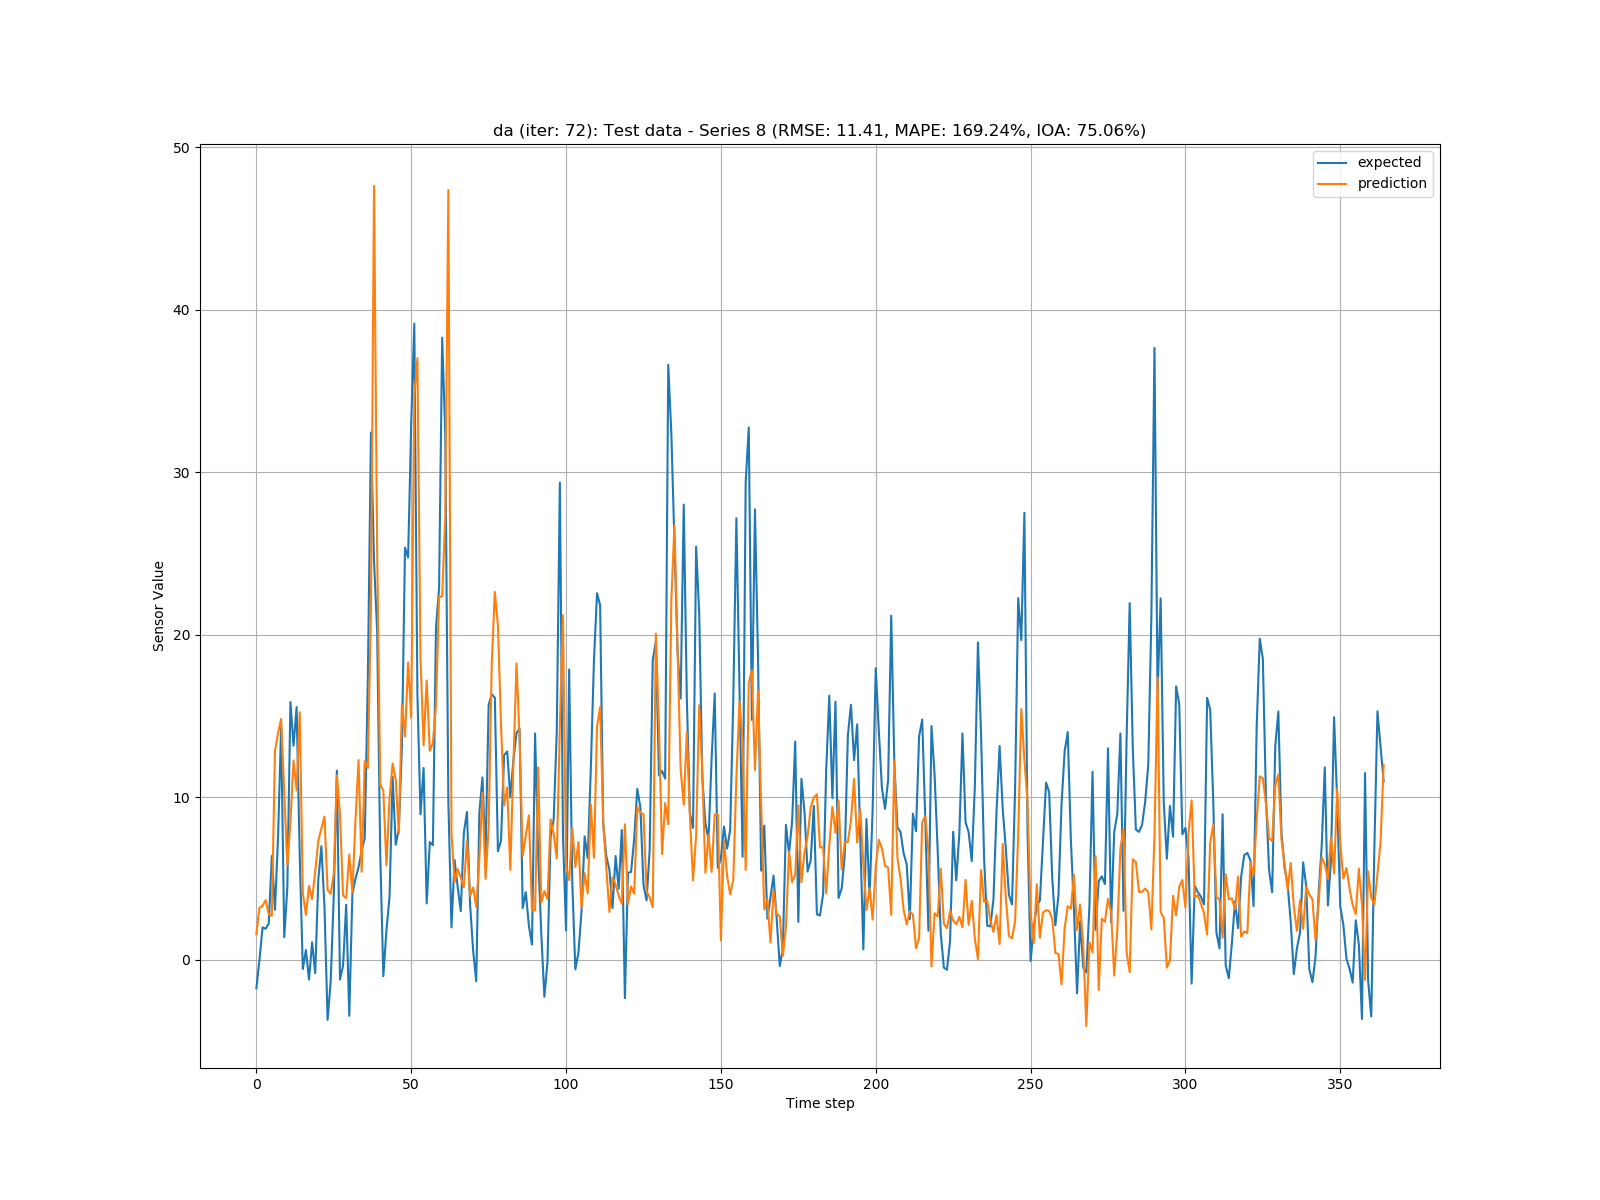 da (iter: 72): Test data - Series 8 (RMSE: 11.41, MAPE: 169.24%, IOA: 75.06%)
expected
prediction
50
40
30
20
10
0
Sensor Value
0 50 100 150 200 250 300 350
Time step